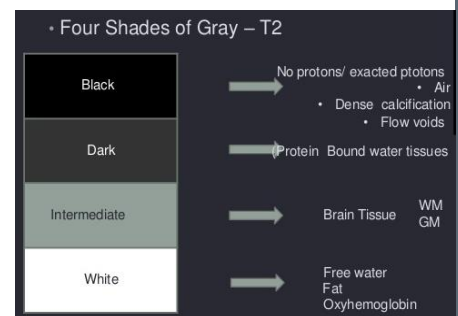 • Four Shades of Gray – T2
Black
No protons/ exacted ptotons
• Air
• Dense calcification
• Flow voids
Dark
(Protein Bound water tissues
Intermediate
Brain Tissue
WM
GM
White
Free water
Fat
Oxyhemoglobin